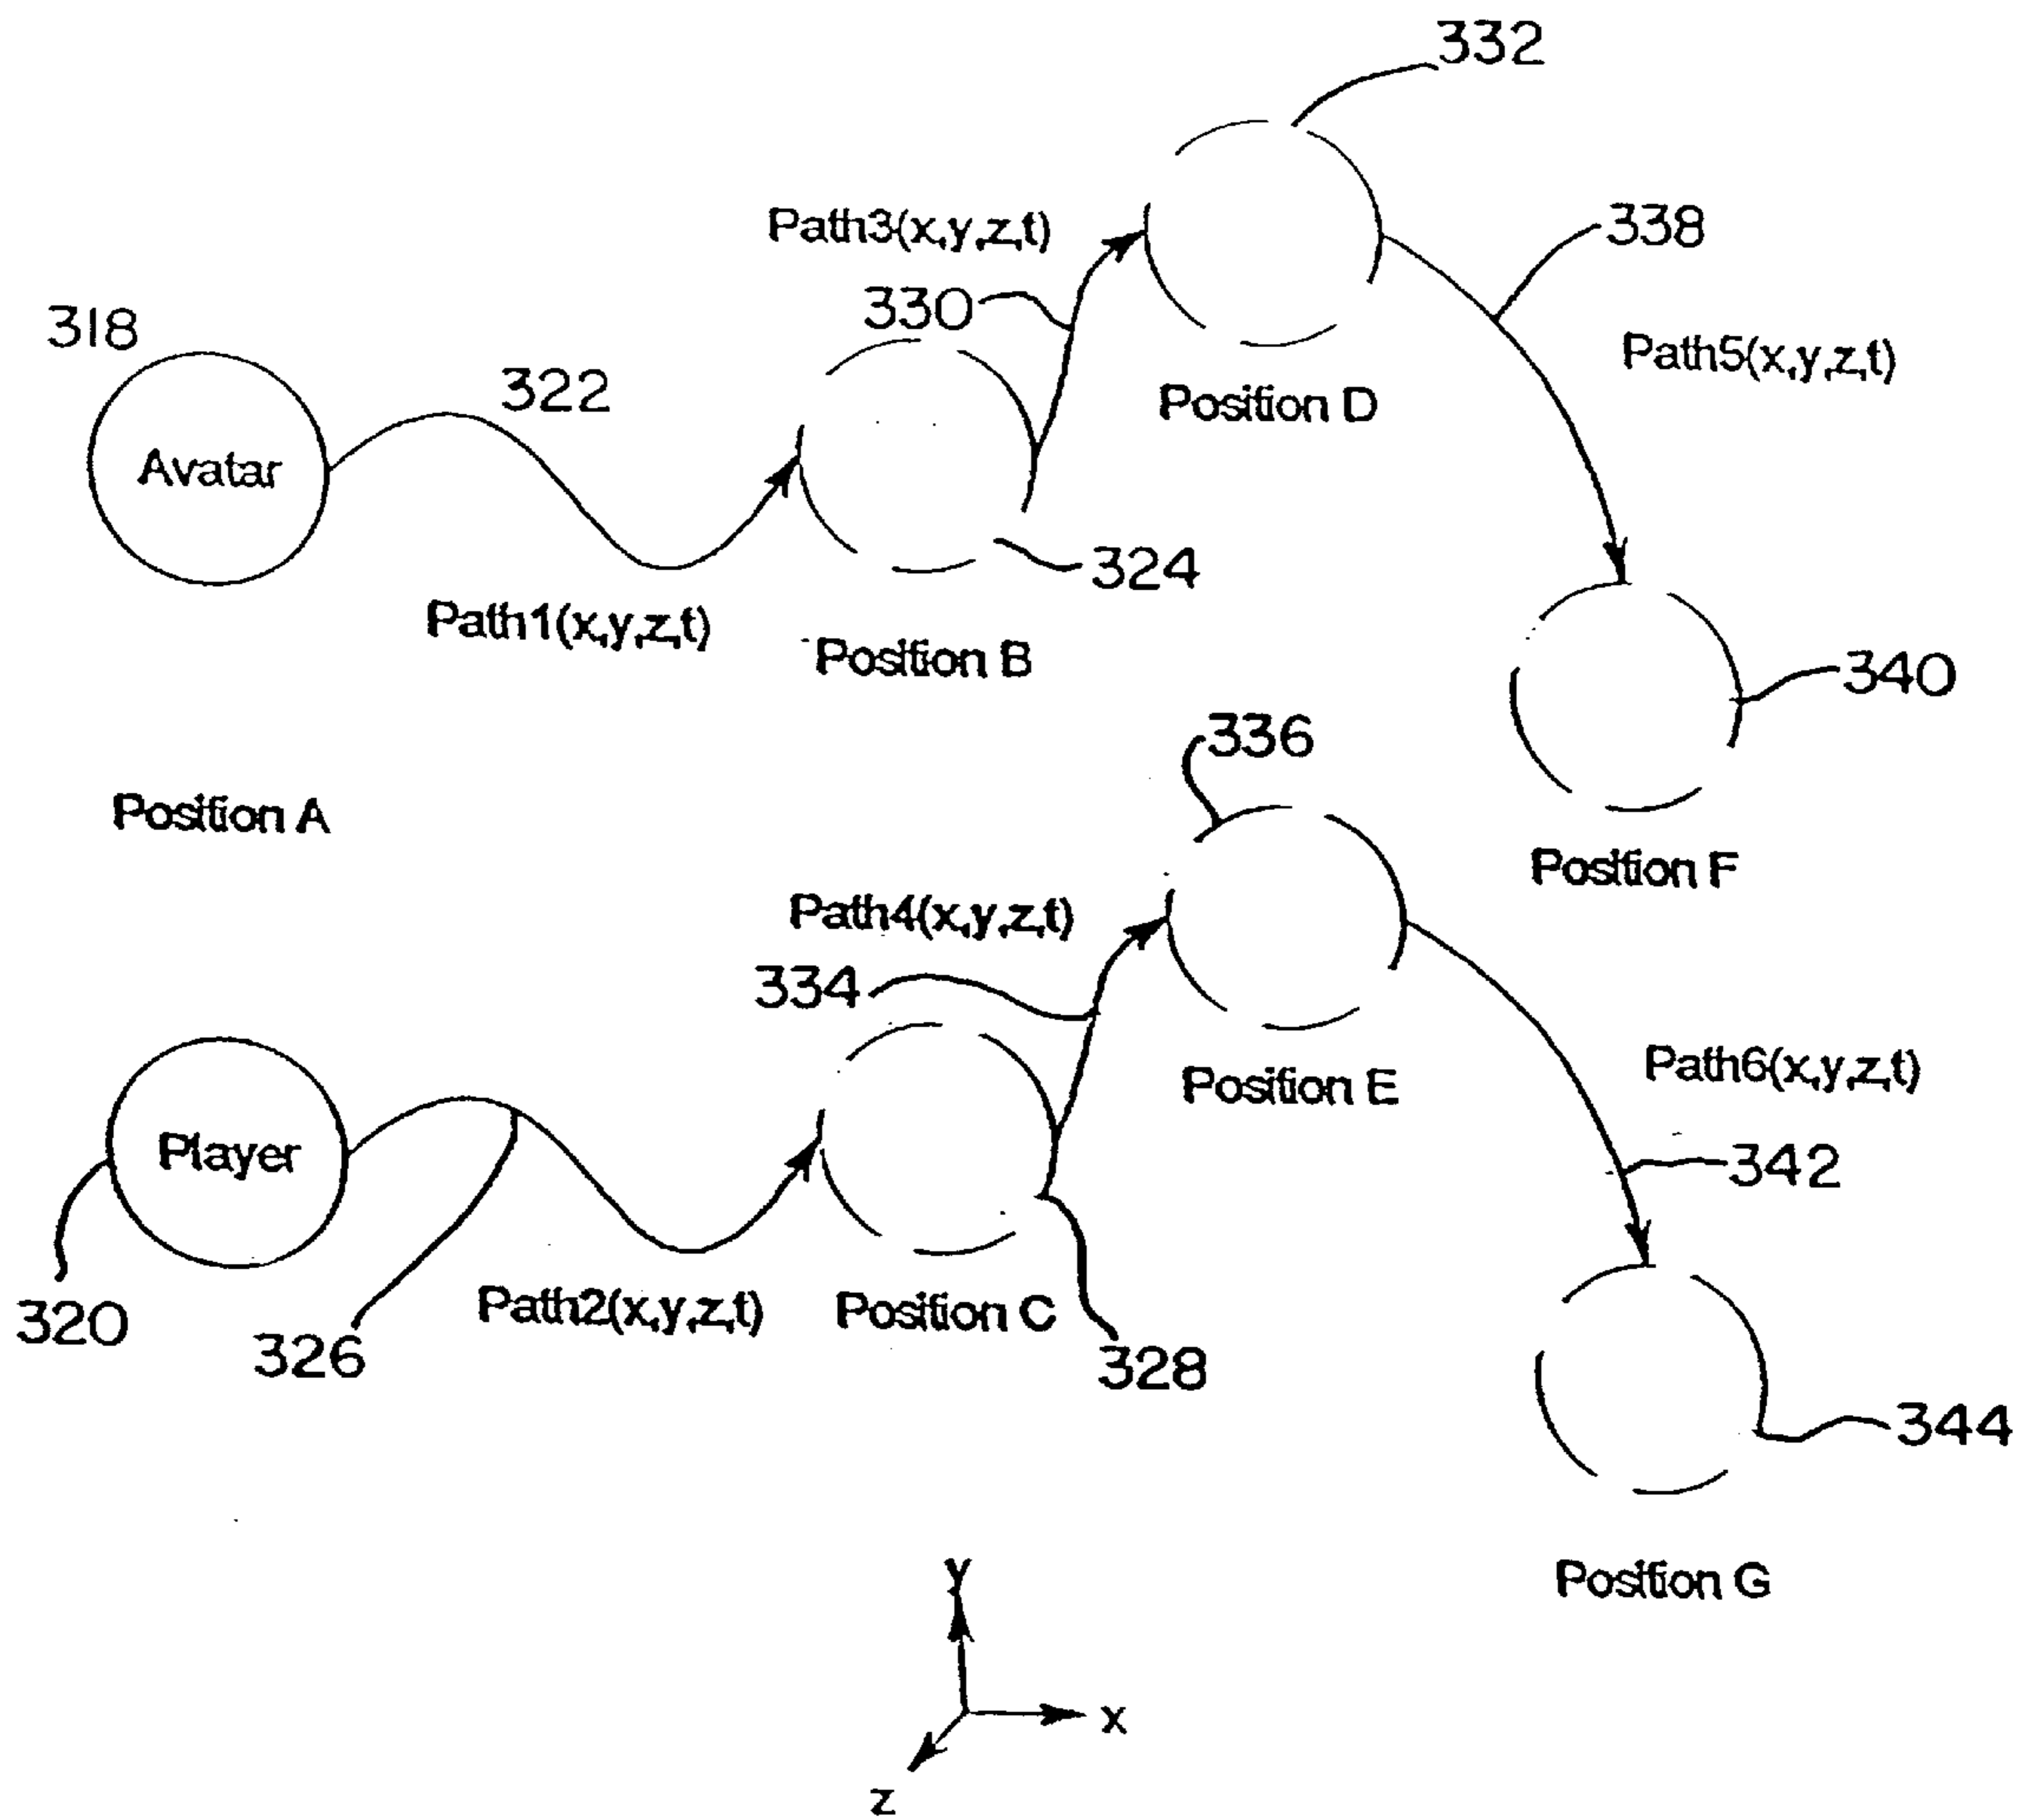 332
Path3(x,y,z,t)
338
330
318
Path5(x,y,z,t)
322
Position D
Avatar
324
Path1(x,y,z,t)
Position B
340
336
Position A
Position F
Path4(x,y,z,t)
334
Path6(x,y,z,t)
Position E
Player
342
320
326
Path2(x,y,z,t)
Position C
328
344
Position G
Y
X
Z